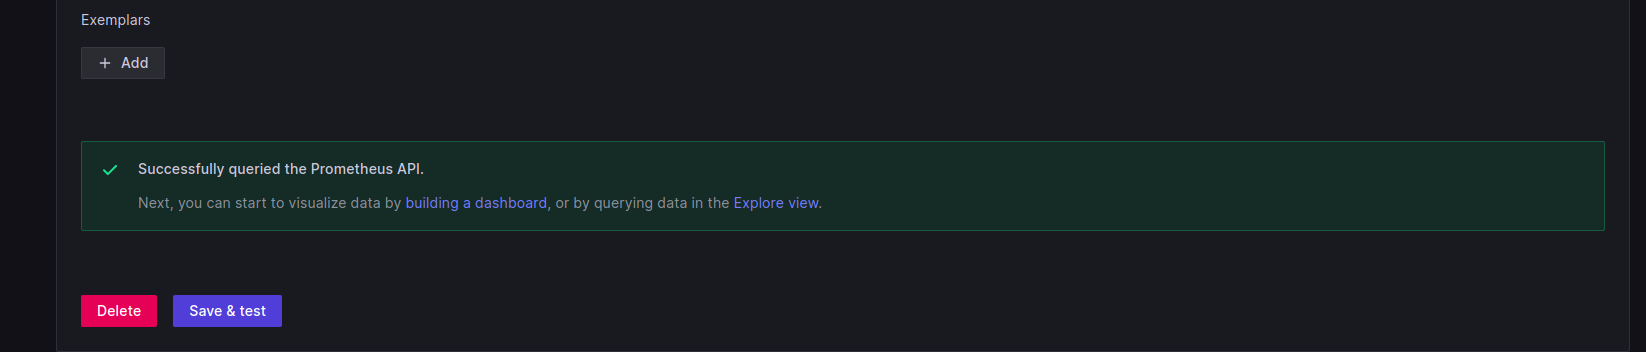 Exemplars
+ Add
Successfully queried the Prometheus API.
Next, you can start to visualize data by building a dashboard, or by querying data in the Explore view.
Delete
Save & test